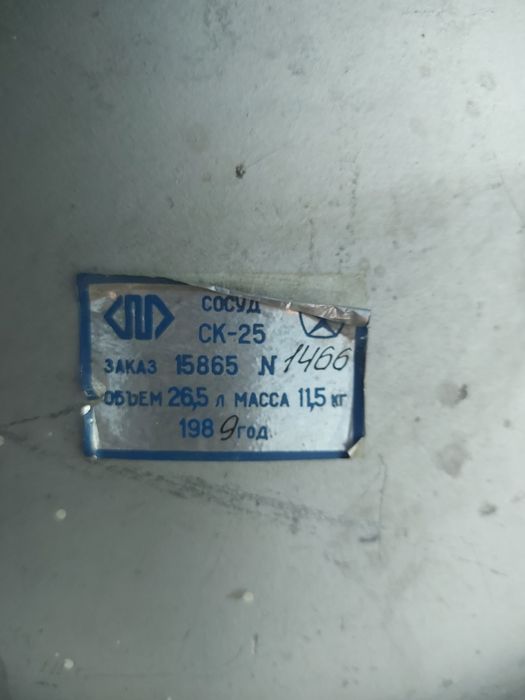 СОСУД
СК-25
ЗАКАЗ 15865 N 1466
ОБЪЕМ 26,5 л МАССА 11,5 кг
1989 год